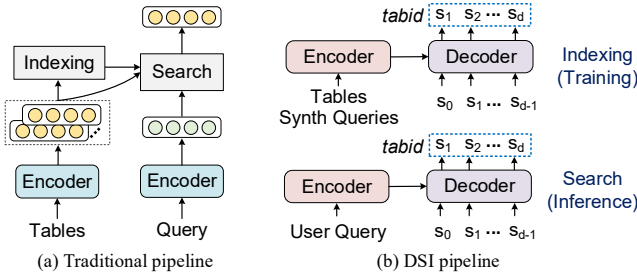 Indexing
Search
Encoder
Encoder
Tables
Query
(a) Traditional pipeline
tabid s1 s2 ... sd
Encoder
Decoder
Indexing
(Training)
Tables
Synth Queries
s0 s1 ... sd-1
tabid s1 s2 ... sd
Encoder
Decoder
Search
(Inference)
User Query
s0 s1 ... sd-1
(b) DSI pipeline